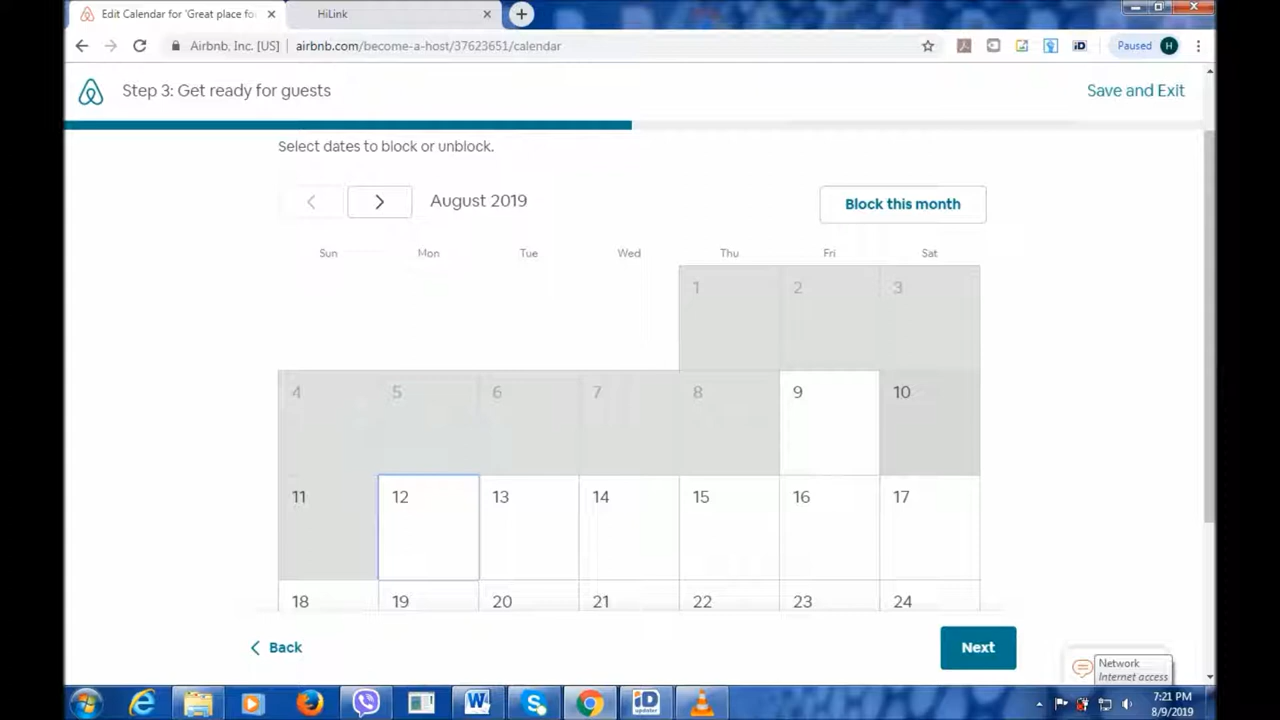 Edit Calendar for 'Great place fo
HiLink
Airbnb, Inc. [US]
airbnb.com/become-a-host/37623651/calendar
Paused
H
Step 3: Get ready for guests
Save and Exit
Select dates to block or unblock.
August 2019
Block this month
Sun Mon Tue Wed Thu Fri Sat
1 2 3
4 5 6 7 8 9 10
11 12 13 14 15 16 17
18 19 20 21 22 23 24
Back
Next
Network
Internet access
7:21 PM
8/9/2019